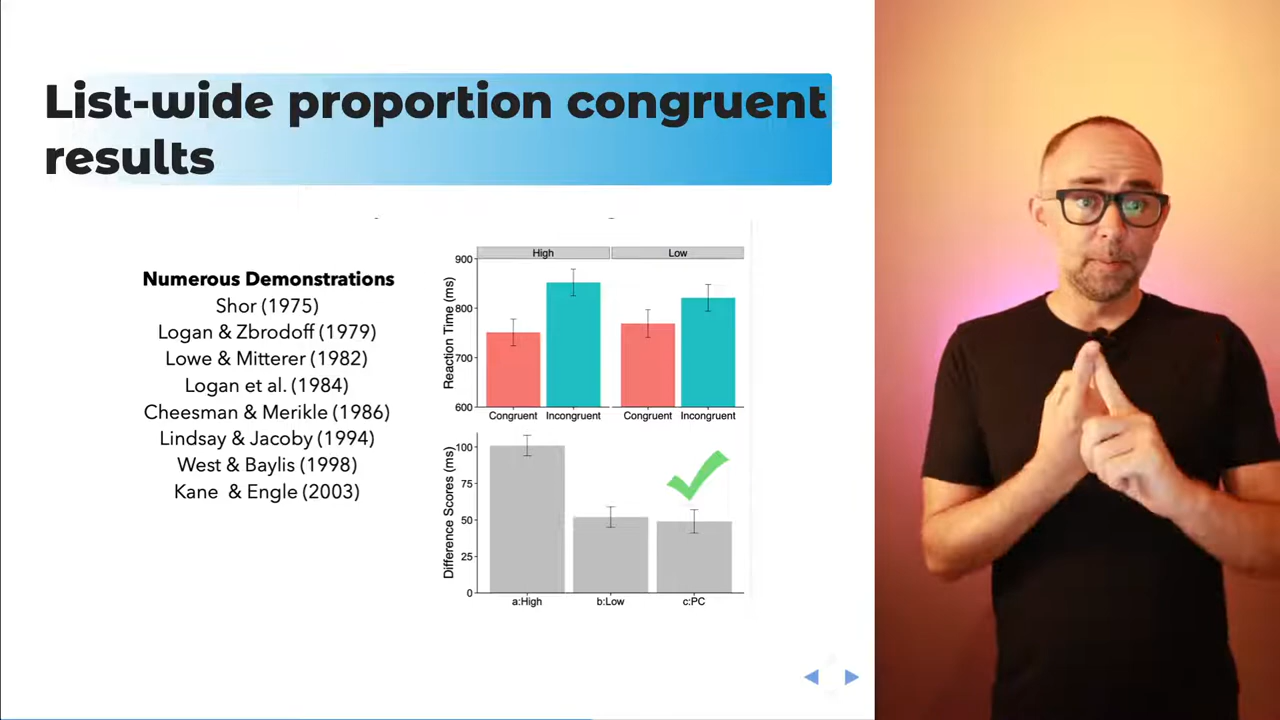 List-wide proportion congruent
results
Numerous Demonstrations
Shor (1975)
Logan & Zbrodoff (1979)
Lowe & Mitterer (1982)
Logan et al. (1984)
Cheesman & Merikle (1986)
Lindsay & Jacoby (1994)
West & Baylis (1998)
Kane & Engle (2003)
High Low
Reaction Time (ms)
900
800
700
600
Congruent Incongruent Congruent Incongruent
Difference Scores (ms)
100
75
50
25
0
a:High b:Low c:PC